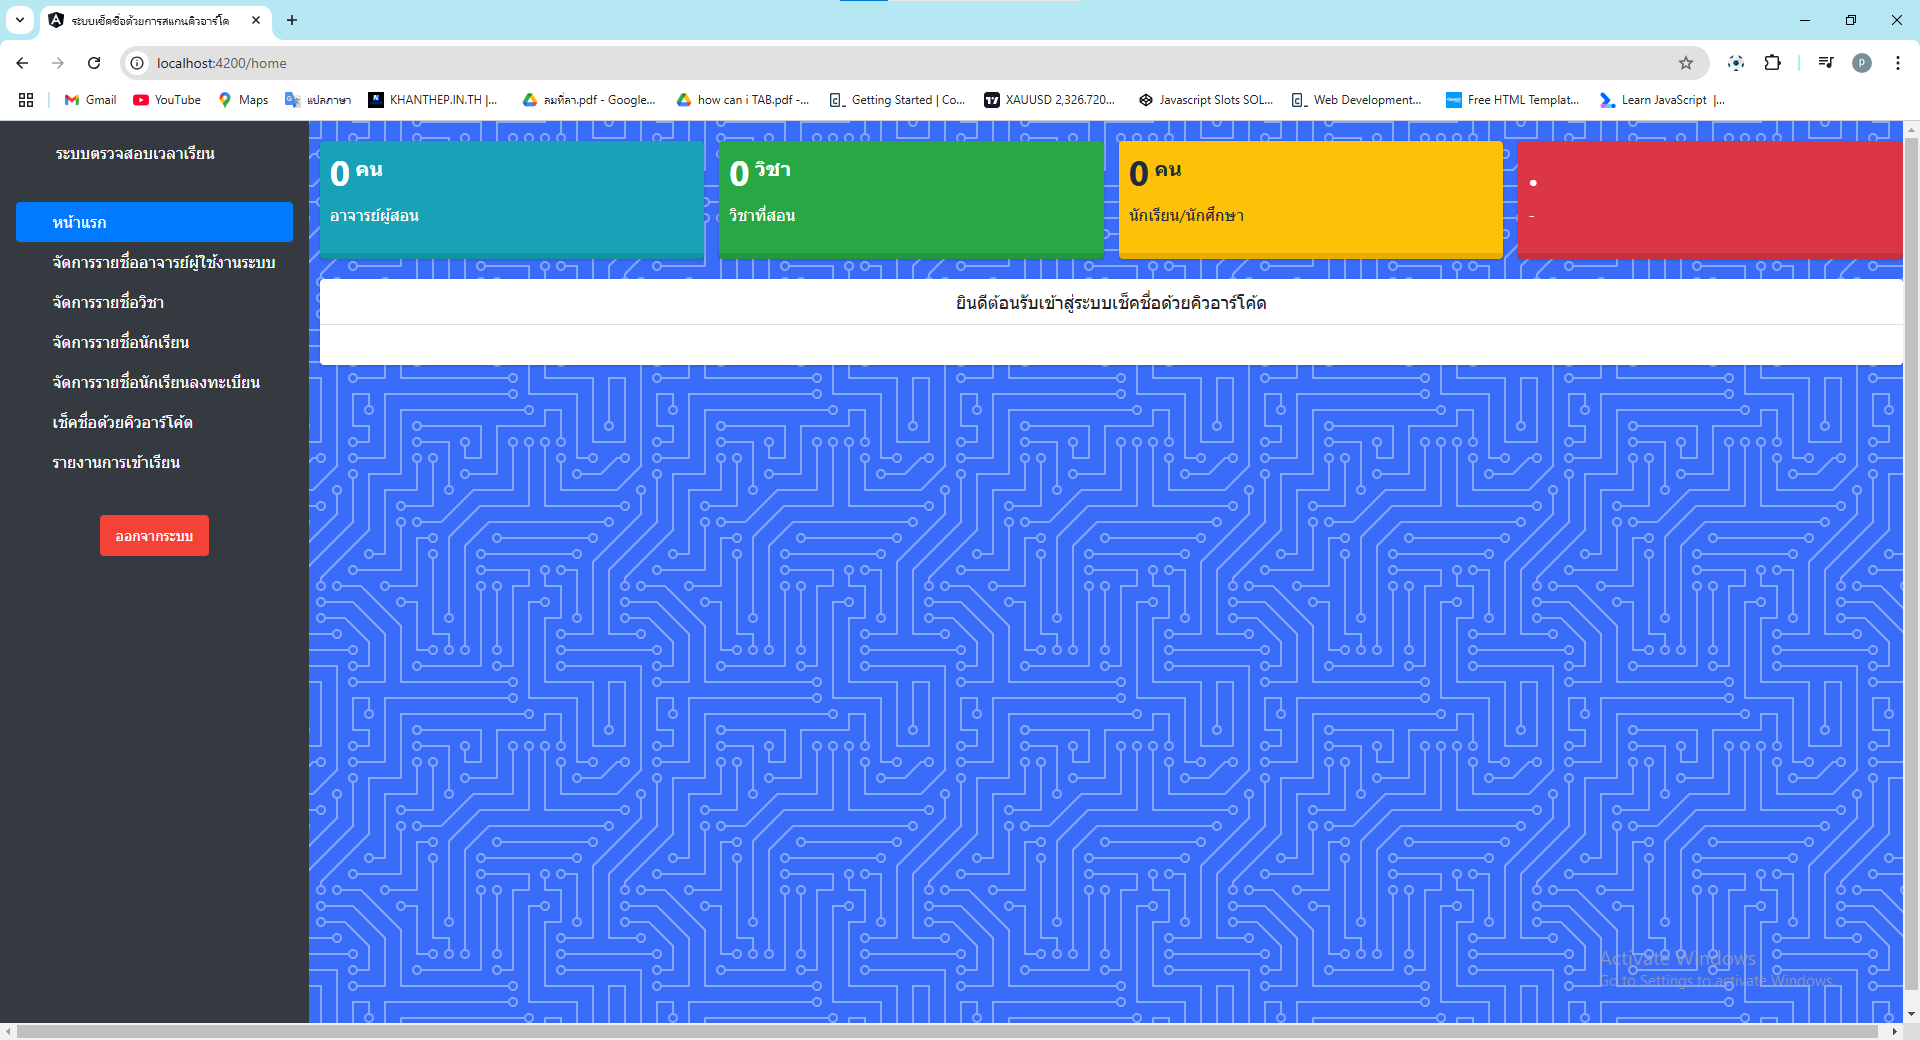 ระบบเช็คชื่อด้วยการสแกนคิวอาร์โค
localhost:4200/home
Gmail
YouTube
Maps
แปลภาษา
KHANTHEP.IN.TH |...
ลมที่ลา.pdf - Google...
how can i TAB.pdf -...
Getting Started | Co...
XAUUSD 2,326.720...
Javascript Slots SOL...
Web Development...
Free HTML Templat...
Learn JavaScript |...
ระบบตรวจสอบเวลาเรียน
หน้าแรก
จัดการรายชื่ออาจารย์ผู้ใช้งานระบบ
จัดการรายชื่อวิชา
จัดการรายชื่อนักเรียน
จัดการรายชื่อนักเรียนลงทะเบียน
เช็คชื่อด้วยคิวอาร์โค้ด
รายงานการเข้าเรียน
ออกจากระบบ
0 คน
อาจารย์ผู้สอน
0 วิชา
วิชาที่สอน
0 คน
นักเรียน/นักศึกษา
.
-
ยินดีต้อนรับเข้าสู่ระบบเช็คชื่อด้วยคิวอาร์โค้ด
Activate Windows
Go to Settings to activate Windows.